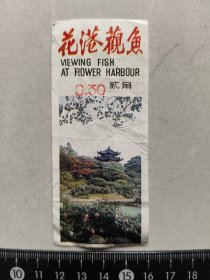 花港觀魚
VIEWING FISH
AT FLOWER HARBOUR
0.30 贰角
10 11 12 13 14 15 16 17 18